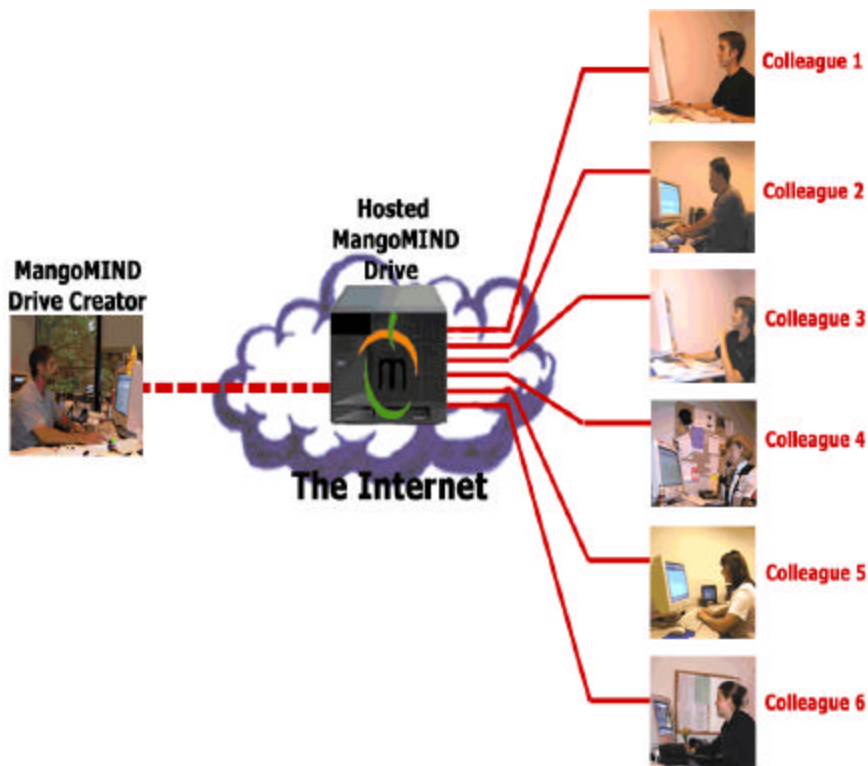 MangoMIND
Drive Creator
Hosted
MangoMIND
Drive
m
The Internet
Colleague 1
Colleague 2
Colleague 3
Colleague 4
Colleague 5
Colleague 6